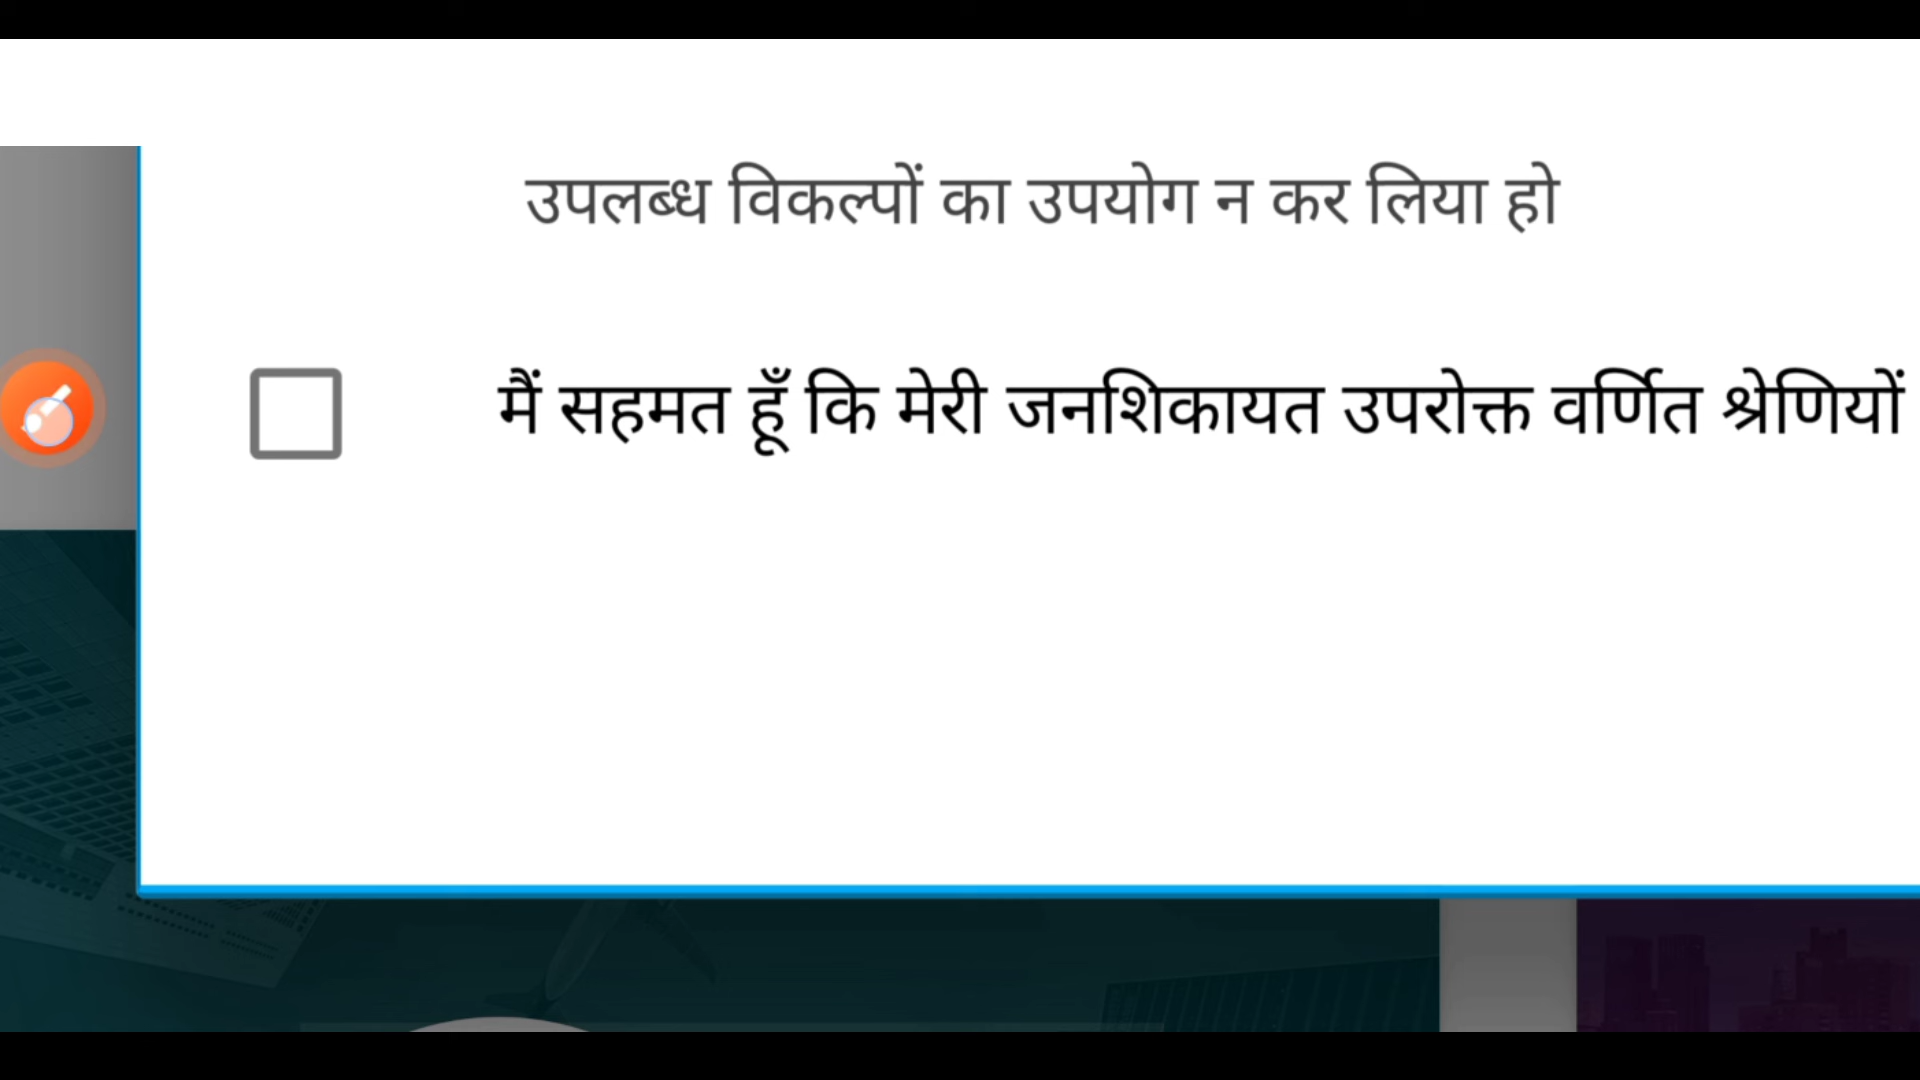 उपलब्ध विकल्पों का उपयोग न कर लिया हो
मैं सहमत हूँ कि मेरी जनशिकायत उपरोक्त वर्णित श्रेणियों